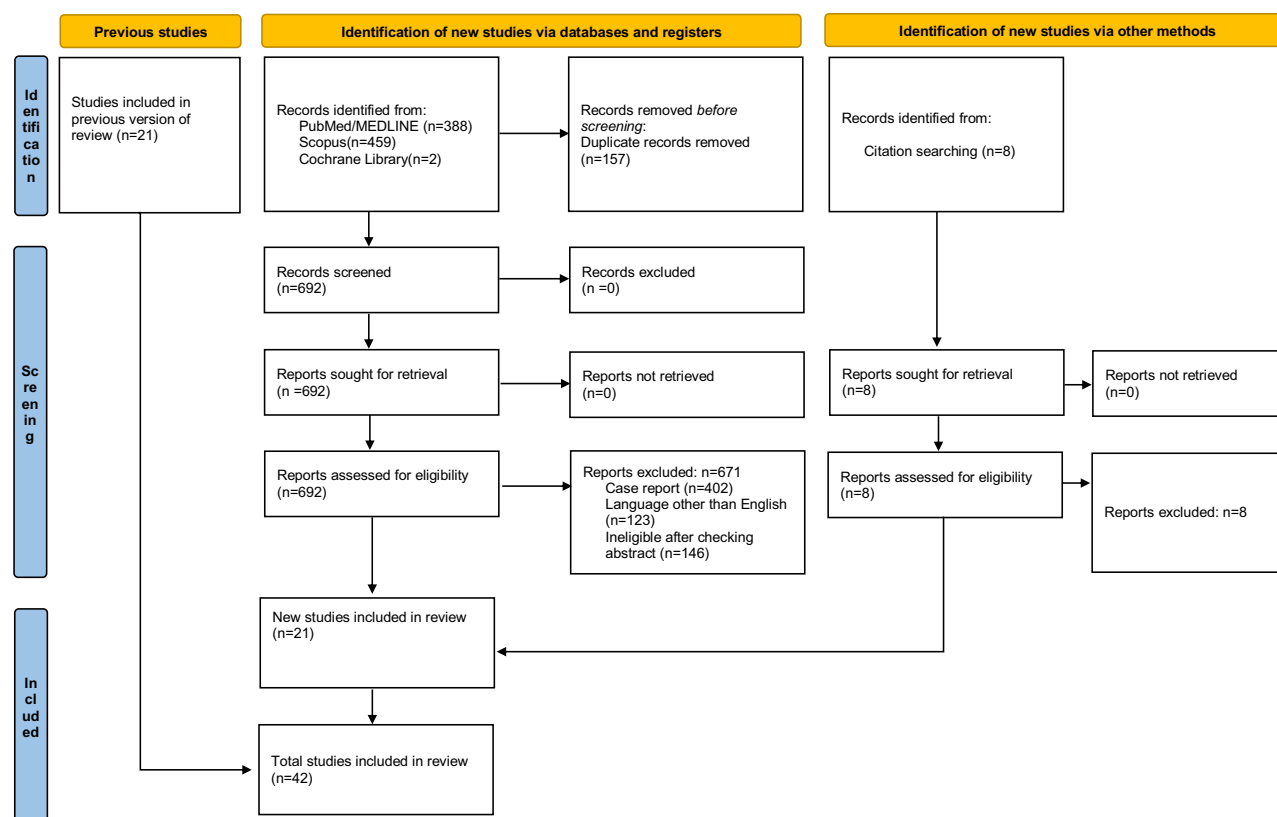 Previous studies
Identification of new studies via databases and registers
Identification of new studies via other methods
Id
entifi
catio
n
Studies included in
previous version of
review (n=21)
Records identified from:
PubMed/MEDLINE (n=388)
Scopus(n=459)
Cochrane Library(n=2)
Records removed before
screening:
Duplicate records removed
(n=157)
Records identified from:
Citation searching (n=8)
Sc
re
en
in
g
Records screened
(n=692)
Records excluded
(n =0)
Reports sought for retrieval
(n =692)
Reports not retrieved
(n=0)
Reports sought for retrieval
(n=8)
Reports not retrieved
(n=0)
Reports assessed for eligibility
(n=692)
Reports excluded: n=671
Case report (n=402)
Language other than English
(n=123)
Ineligible after checking
abstract (n=146)
Reports assessed for eligibility
(n=8)
Reports excluded: n=8
In
cl
ud
ed
New studies included in review
(n=21)
Total studies included in review
(n=42)